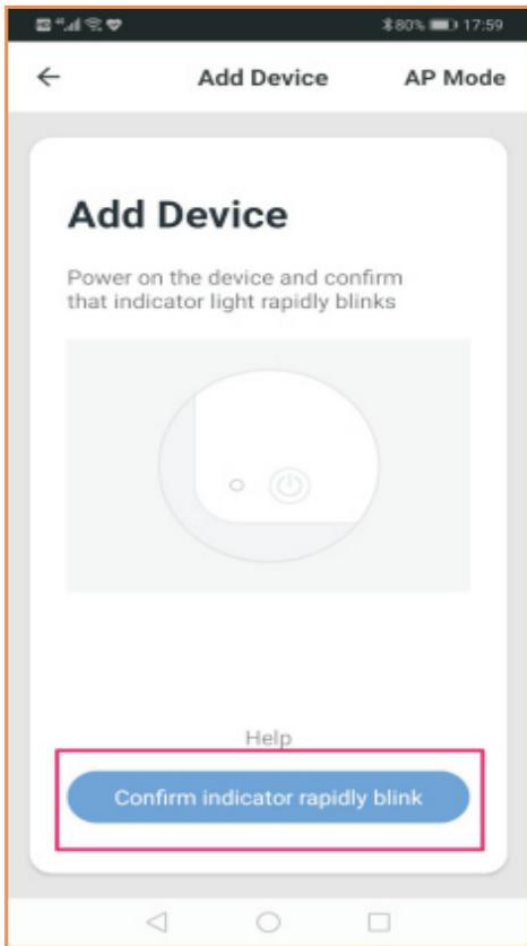 80% 17:59
Add Device AP Mode
Add Device
Power on the device and confirm
that indicator light rapidly blinks
Help
Confirm indicator rapidly blink